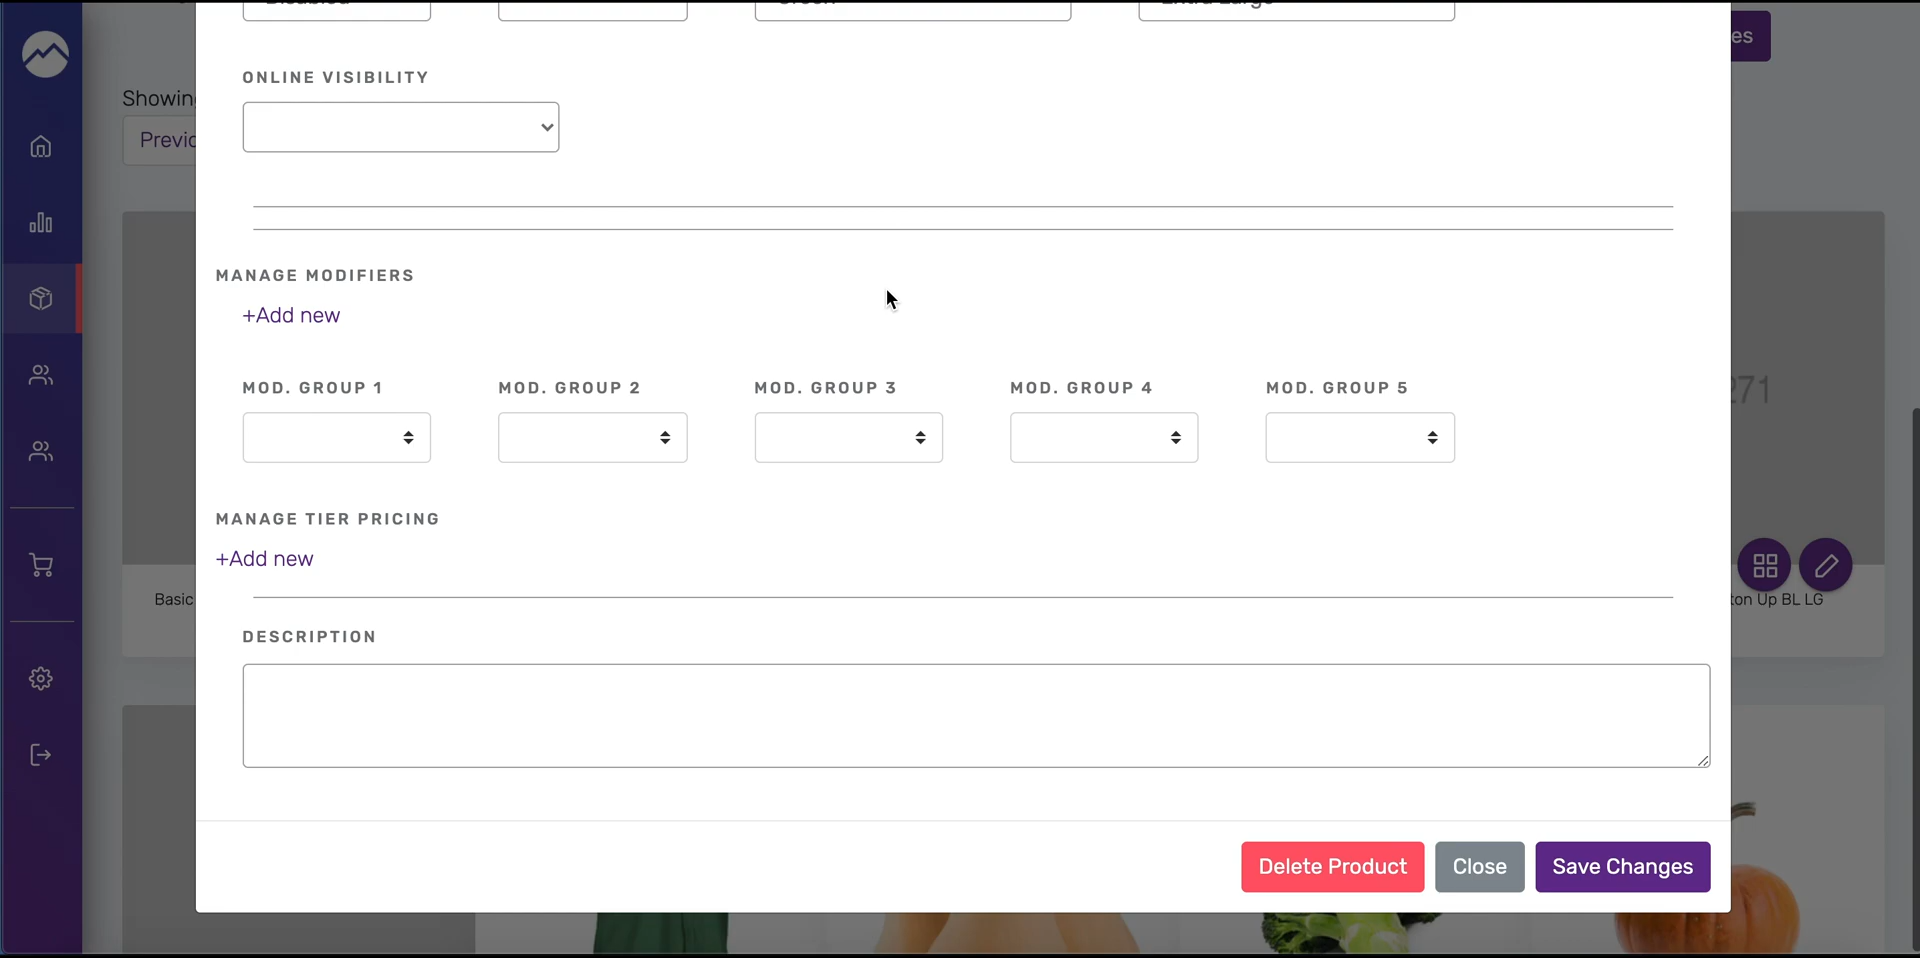 es
Showing
ONLINE VISIBILITY
MANAGE MODIFIERS
+Add new
MOD. GROUP 1
MOD. GROUP 2
MOD. GROUP 3
MOD. GROUP 4
MOD. GROUP 5
271
MANAGE TIER PRICING
+Add new
Basic
ton Up BL LG
DESCRIPTION
Delete Product
Close
Save Changes